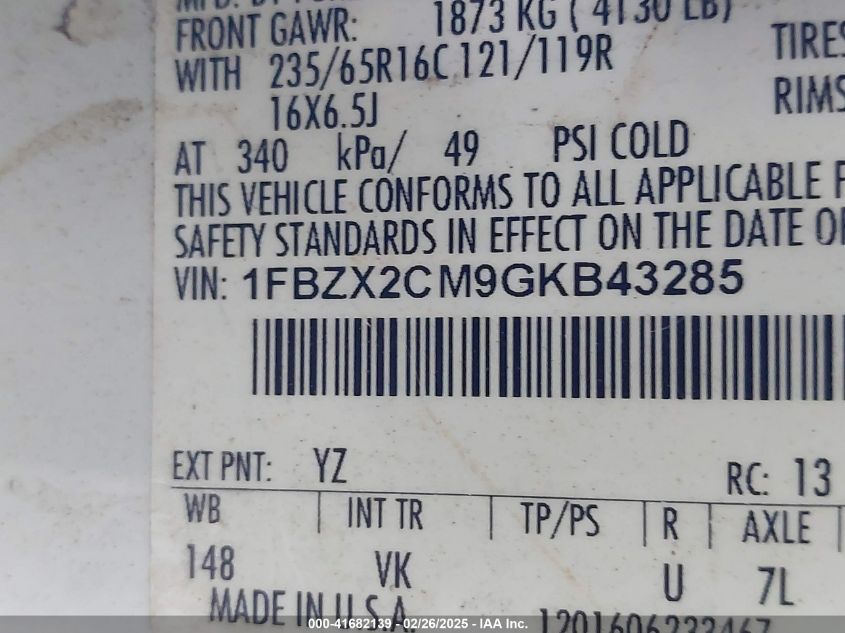 FRONT GAWR: 1873 KG ( 4130 LB)
WITH 235/65R16C 121/119R TIRES
16X6.5J RIMS
AT 340 kPa/ 49 PSI COLD
THIS VEHICLE CONFORMS TO ALL APPLICABLE F
SAFETY STANDARDS IN EFFECT ON THE DATE OF
VIN: 1FBZX2CM9GKB43285
EXT PNT: YZ RC: 13
WB INT TR TP/PS R AXLE
148 VK U 7L
MADE IN U.S.A.
000-41682139 - 02/26/2025 - IAA Inc.